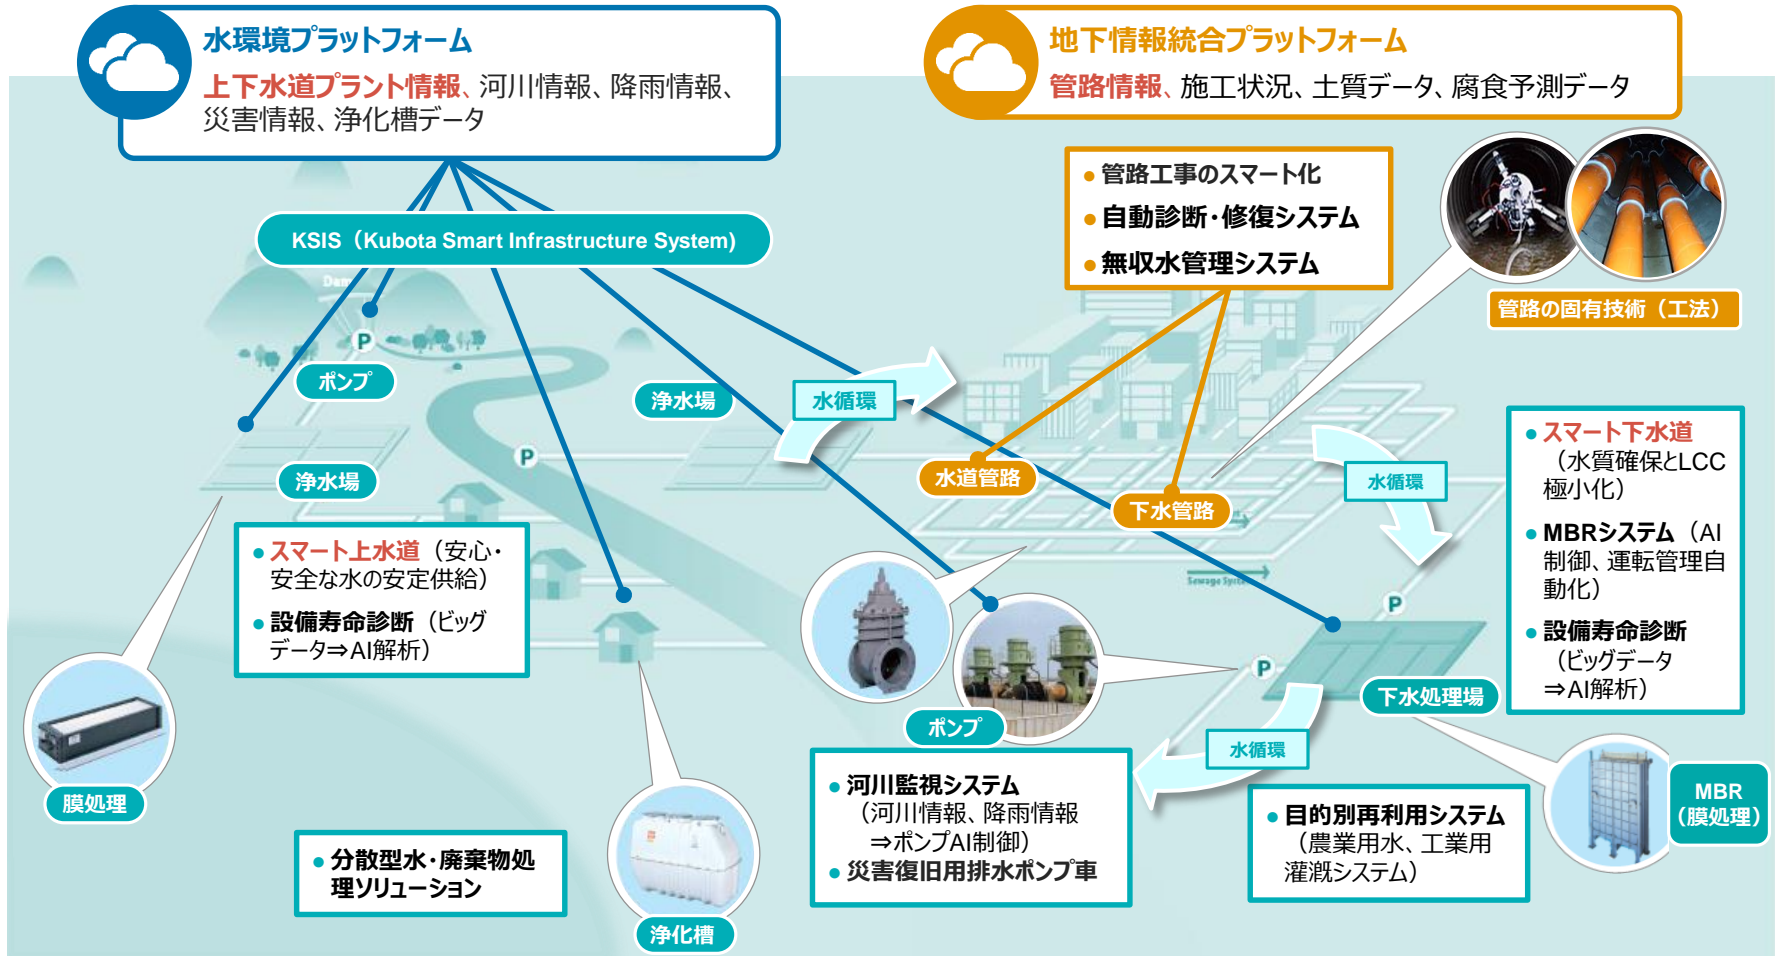 水環境プラットフォーム
上下水道プラント情報、河川情報、降雨情報、
災害情報、浄化槽データ
地下情報統合プラットフォーム
管路情報、施工状況、土質データ、腐食予測データ
● 管路工事のスマート化
● 自動診断・修復システム
● 無収水管理システム
KSIS（Kubota Smart Infrastructure System)
管路の固有技術（工法）
Dam
P
ポンプ
浄水場
水循環
P
浄水場
水道管路
下水管路
水循環
● スマート下水道
（水質確保とLCC
極小化）
● MBRシステム（AI
制御、運転管理自
動化）
● 設備寿命診断
（ビッグデータ
⇒AI解析）
● スマート上水道（安心・
安全な水の安定供給）
● 設備寿命診断（ビッグ
データ⇒AI解析）
P
P
下水処理場
ポンプ
水循環
膜処理
● 河川監視システム
（河川情報、降雨情報
⇒ポンプAI制御）
● 災害復旧用排水ポンプ車
● 目的別再利用システム
（農業用水、工業用
灌漑システム）
MBR
（膜処理）
● 分散型水・廃棄物処
理ソリューション
浄化槽